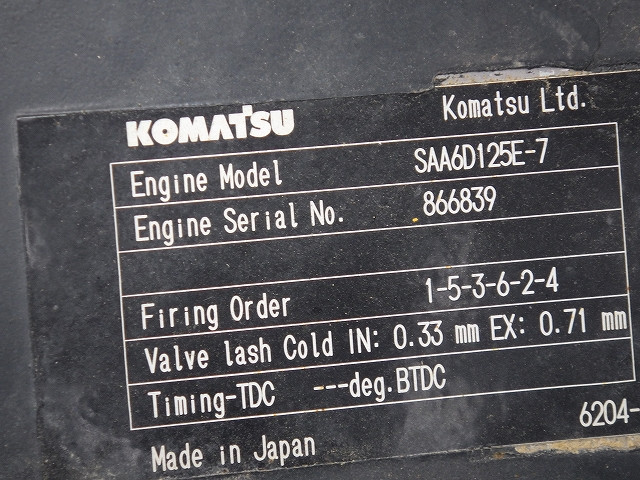 KOMATSU Komatsu Ltd.
Engine Model SAA6D125E-7
Engine Serial No. 866839
Firing Order 1-5-3-6-2-4
Valve lash Cold IN: 0.33 mm EX: 0.71 mm
Timing-TDC ---deg.BTDC
6204-
Made in Japan